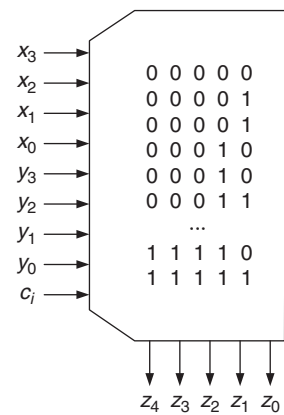 x₃
x₂
x₁
x₀
y₃
y₂
y₁
y₀
cᵢ
0 0 0 0 0
0 0 0 0 1
0 0 0 0 1
0 0 0 1 0
0 0 0 1 0
0 0 0 1 1
...
1 1 1 1 0
1 1 1 1 1
z₄ z₃ z₂ z₁ z₀